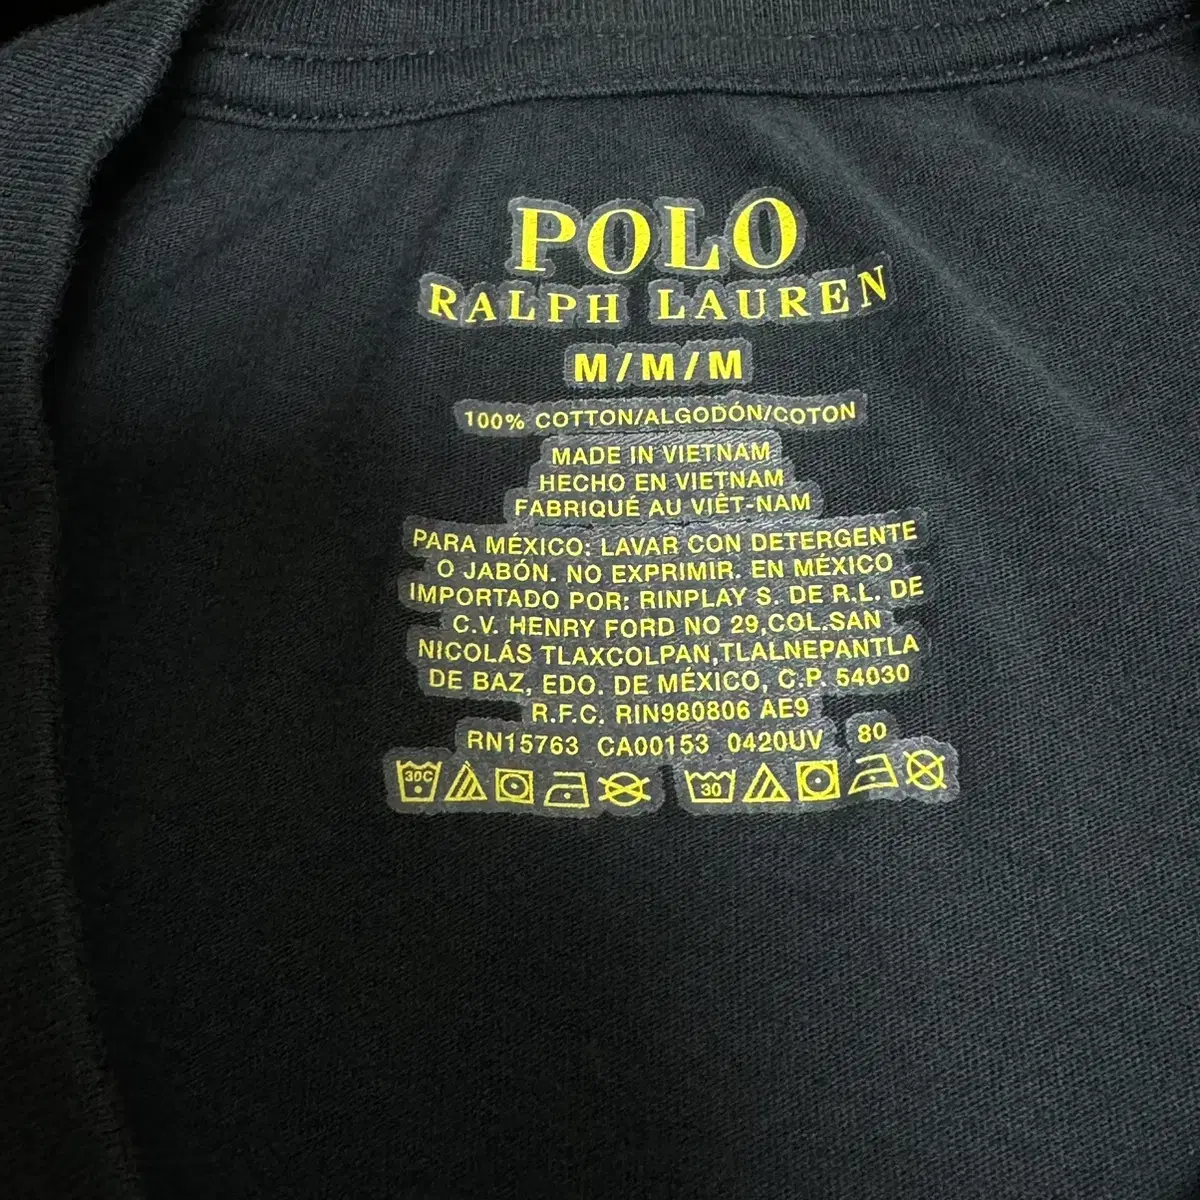 POLO
RALPH LAUREN
M/M/M
100% COTTON/ALGODÓN/COTON
MADE IN VIETNAM
HECHO EN VIETNAM
FABRIQUÉ AU VIÊT-NAM
PARA MÉXICO: LAVAR CON DETERGENTE
O JABÓN. NO EXPRIMIR. EN MÉXICO
IMPORTADO POR: RINPLAY S. DE R.L. DE
C.V. HENRY FORD NO 29,COL.SAN
NICOLÁS TLAXCOLPAN,TLALNEPANTLA
DE BAZ, EDO. DE MÉXICO, C.P. 54030
R.F.C. RIN980806 AE9
RN15763 CA00153 0420UV 80
30C 30